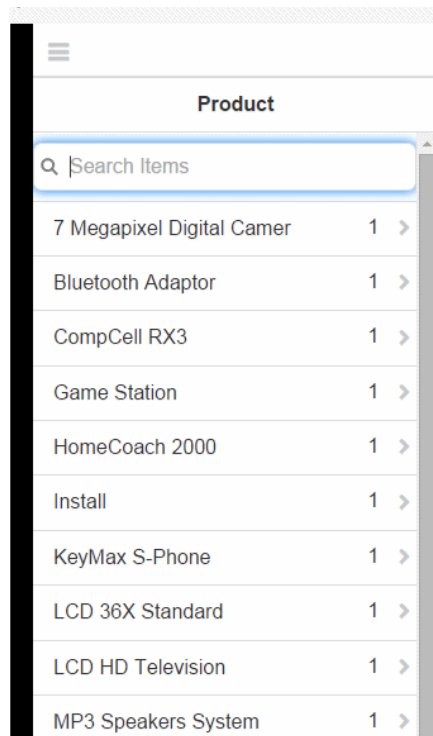 Product
Search Items
7 Megapixel Digital Camer 1
Bluetooth Adaptor 1
CompCell RX3 1
Game Station 1
HomeCoach 2000 1
Install 1
KeyMax S-Phone 1
LCD 36X Standard 1
LCD HD Television 1
MP3 Speakers System 1